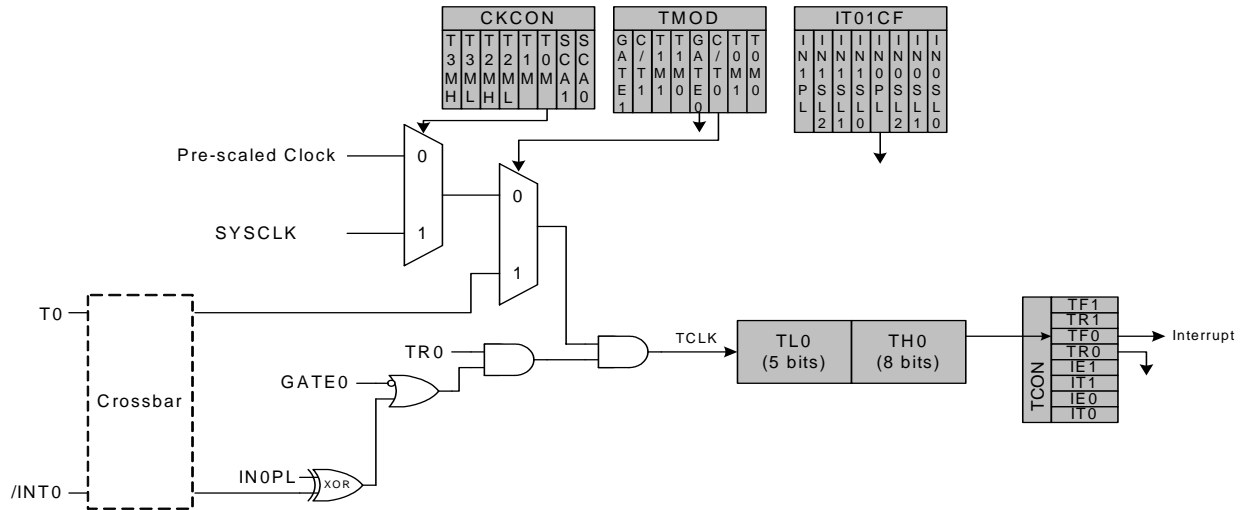 CKCON
T3MH
T3ML
T2MH
T2ML
T1M
T0M
SCA1
SCA0
TMOD
GATE1
C/T1
T1M1
T1M0
GATE0
C/T0
T0M1
T0M0
IT01CF
IN1PL
IN1SL2
IN1SL1
IN1SL0
IN0PL
IN0SL2
IN0SL1
IN0SL0
Pre-scaled Clock
0
SYSCLK
1
0
1
T0
Crossbar
/INT0
TR0
GATE0
IN0PL
XOR
TCLK
TL0
(5 bits)
TH0
(8 bits)
TCON
TF1
TR1
TF0
TR0
IE1
IT1
IE0
IT0
Interrupt